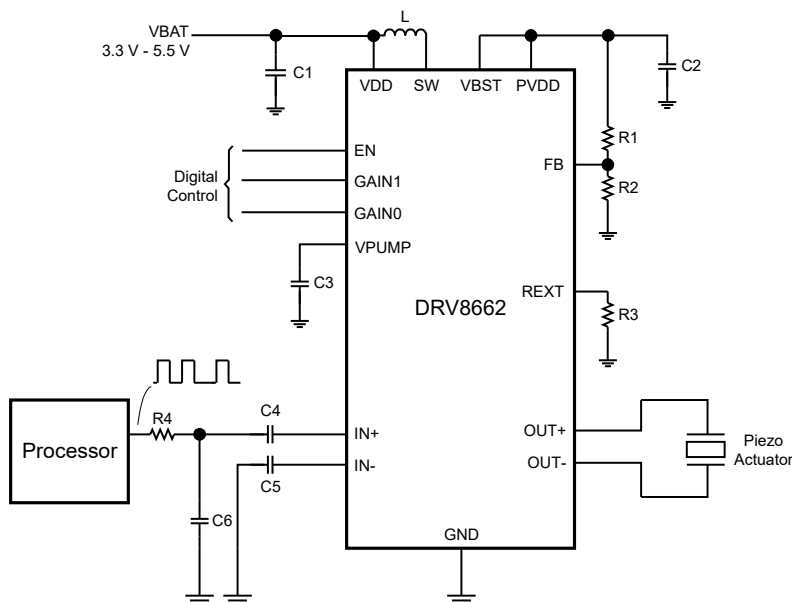 VBAT
3.3 V - 5.5 V
L
C1
C2
VDD
SW
VBST
PVDD
R1
FB
R2
EN
Digital
Control
GAIN1
GAIN0
VPUMP
C3
REXT
R3
DRV8662
R4
C4
Processor
IN+
OUT+
Piezo
Actuator
IN-
OUT-
C5
C6
GND